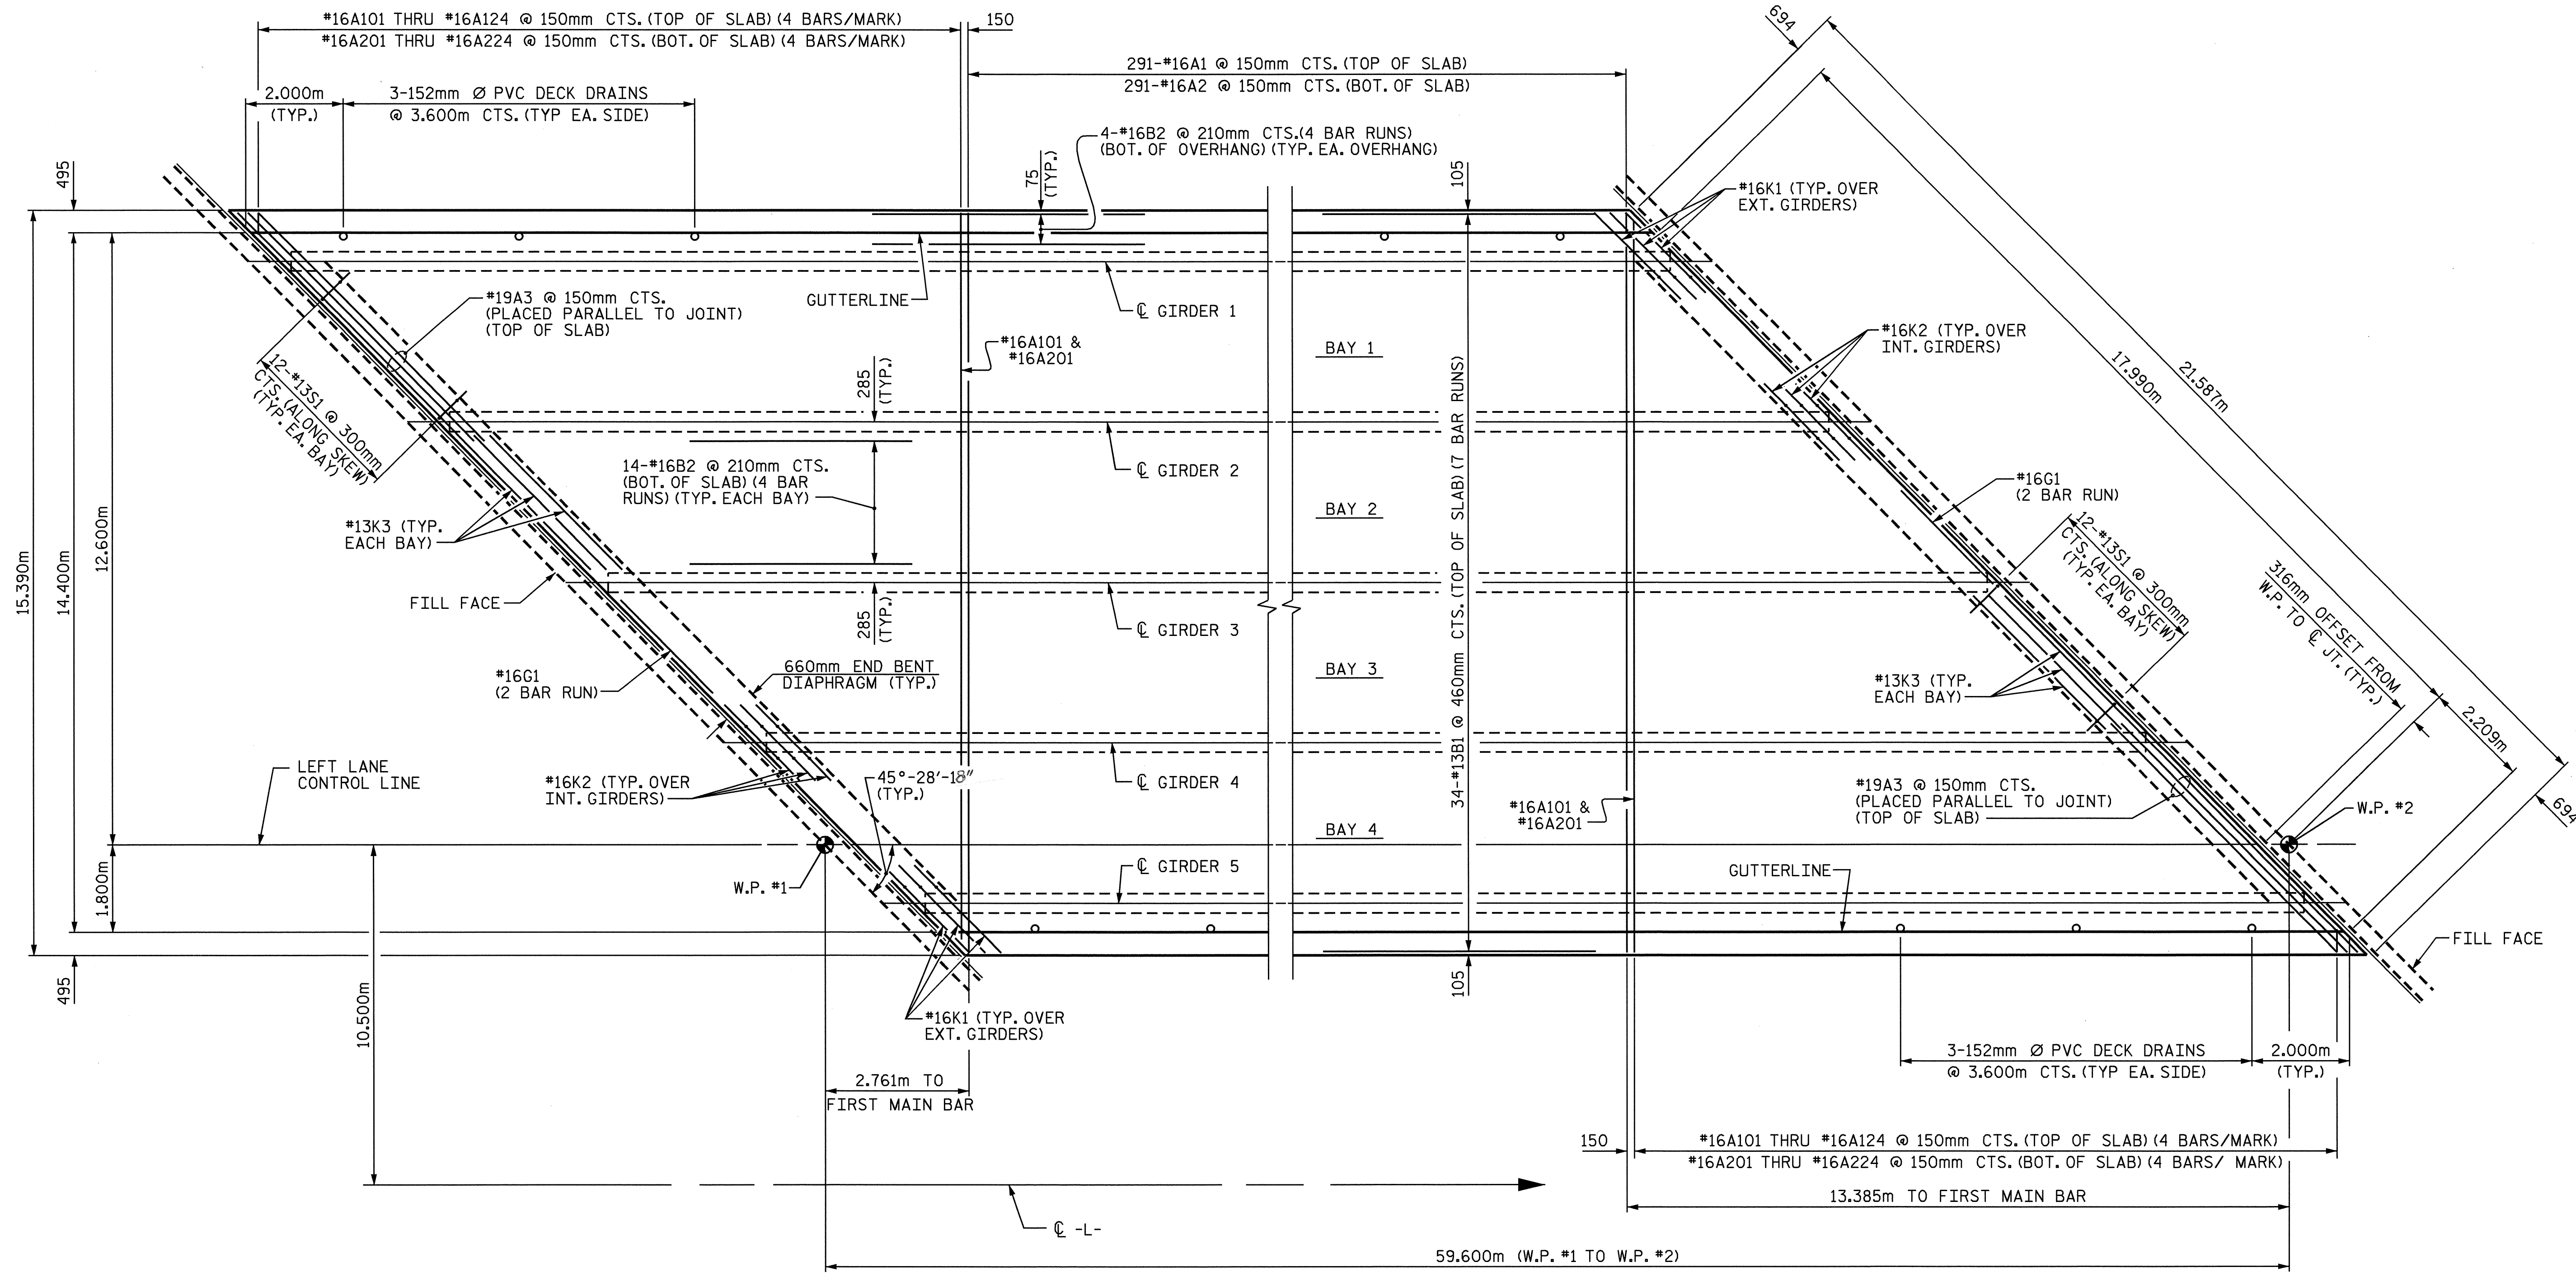 #16A101 THRU #16A124 @ 150mm CTS. (TOP OF SLAB) (4 BARS/MARK)
#16A201 THRU #16A224 @ 150mm CTS. (BOT. OF SLAB) (4 BARS/MARK)
150
694
291-#16A1 @ 150mm CTS. (TOP OF SLAB)
291-#16A2 @ 150mm CTS. (BOT. OF SLAB)
2.000m
(TYP.)
3-152mm Ø PVC DECK DRAINS
@ 3.600m CTS. (TYP EA. SIDE)
4-#16B2 @ 210mm CTS. (4 BAR RUNS)
(BOT. OF OVERHANG) (TYP. EA. OVERHANG)
495
75
(TYP.)
105
#16K1 (TYP. OVER
EXT. GIRDERS)
#19A3 @ 150mm CTS.
(PLACED PARALLEL TO JOINT)
(TOP OF SLAB)
GUTTERLINE
℄ GIRDER 1
#16K2 (TYP. OVER
INT. GIRDERS)
#16A101 &
#16A201
BAY 1
12-#13S1 @ 300mm
CTS. (ALONG SKEW)
(TYP. EA. BAY)
285
(TYP.)
17.990m
21.587m
14-#16B2 @ 210mm CTS.
(BOT. OF SLAB) (4 BAR
RUNS) (TYP. EACH BAY)
℄ GIRDER 2
34-#13B1 @ 460mm CTS. (TOP OF SLAB) (7 BAR RUNS)
#16G1
(2 BAR RUN)
BAY 2
#13K3 (TYP.
EACH BAY)
12-#13S1 @ 300mm
CTS. (ALONG SKEW)
(TYP. EA. BAY)
15.390m
14.400m
12.600m
FILL FACE
285
(TYP.)
℄ GIRDER 3
316mm OFFSET FROM
W.P. TO ℄ JT. (TYP.)
#16G1
(2 BAR RUN)
660mm END BENT
DIAPHRAGM (TYP.)
BAY 3
#13K3 (TYP.
EACH BAY)
2.209m
LEFT LANE
CONTROL LINE
#16K2 (TYP. OVER
INT. GIRDERS)
45°-28'-18"
(TYP.)
℄ GIRDER 4
#16A101 &
#16A201
#19A3 @ 150mm CTS.
(PLACED PARALLEL TO JOINT)
(TOP OF SLAB)
W.P. #2
694
BAY 4
1.800m
W.P. #1
℄ GIRDER 5
GUTTERLINE
FILL FACE
495
10.500m
105
#16K1 (TYP. OVER
EXT. GIRDERS)
2.761m TO
FIRST MAIN BAR
3-152mm Ø PVC DECK DRAINS
@ 3.600m CTS. (TYP EA. SIDE)
2.000m
(TYP.)
150
#16A101 THRU #16A124 @ 150mm CTS. (TOP OF SLAB) (4 BARS/MARK)
#16A201 THRU #16A224 @ 150mm CTS. (BOT. OF SLAB) (4 BARS/ MARK)
13.385m TO FIRST MAIN BAR
℄ -L-
59.600m (W.P. #1 TO W.P. #2)